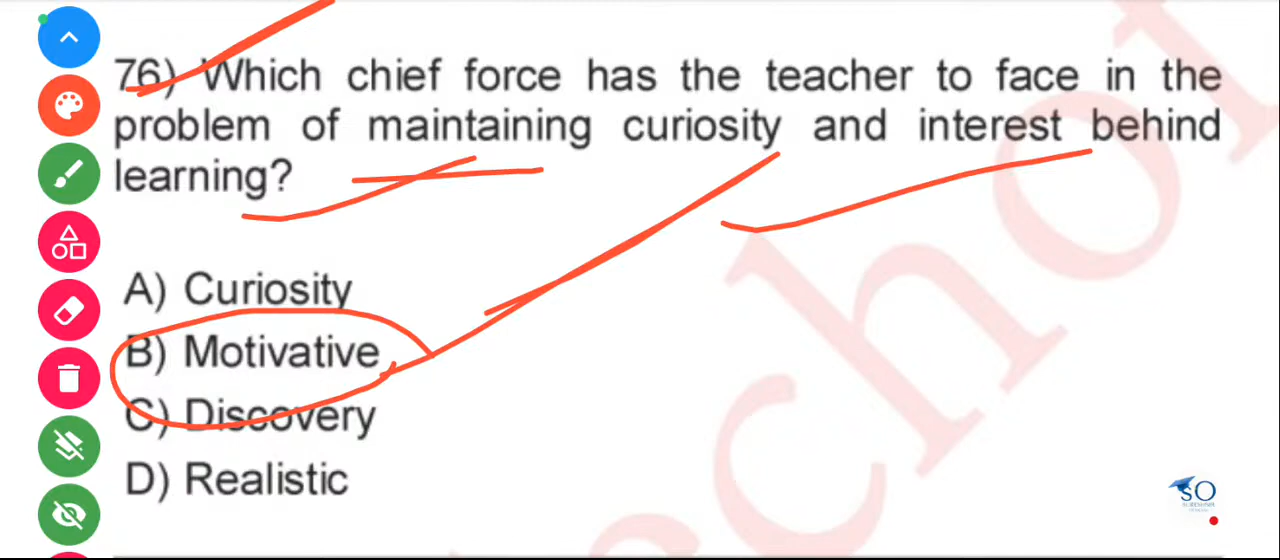 76) Which chief force has the teacher to face in the
problem of maintaining curiosity and interest behind
learning?
A) Curiosity
B) Motivative
C) Discovery
D) Realistic
SO